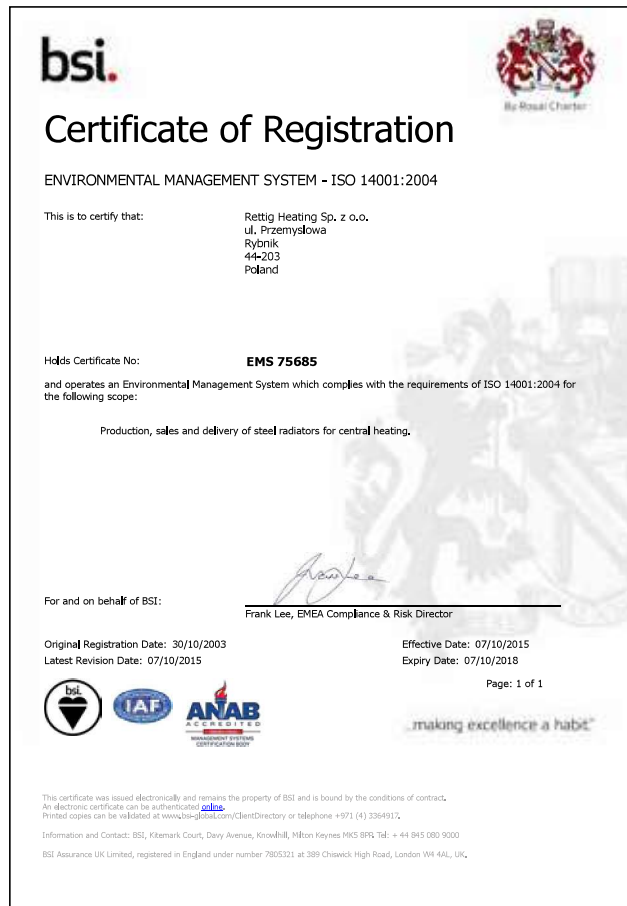 bsi.
By Royal Charter
Certificate of Registration
ENVIRONMENTAL MANAGEMENT SYSTEM - ISO 14001:2004
This is to certify that:
Rettig Heating Sp. z o.o.
ul. Przemyslowa
Rybnik
44-203
Poland
Holds Certificate No:
EMS 75685
and operates an Environmental Management System which complies with the requirements of ISO 14001:2004 for
the following scope:
Production, sales and delivery of steel radiators for central heating.
For and on behalf of BSI:
Frank Lee, EMEA Compliance & Risk Director
Original Registration Date: 30/10/2003
Effective Date: 07/10/2015
Latest Revision Date: 07/10/2015
Expiry Date: 07/10/2018
Page: 1 of 1
bsi.
IAF
ANAB
ACCREDITED
MANAGEMENT SYSTEMS
CERTIFICATION BODY
...making excellence a habit."
This certificate was issued electronically and remains the property of BSI and is bound by the conditions of contract.
An electronic certificate can be authenticated online.
Printed copies can be validated at www.bsi-global.com/ClientDirectory or telephone +971 (4) 3364917.
Information and Contact: BSI, Kitemark Court, Davy Avenue, Knowlhill, Milton Keynes MK5 8PP. Tel: + 44 845 080 9000
BSI Assurance UK Limited, registered in England under number 7805321 at 389 Chiswick High Road, London W4 4AL, UK.